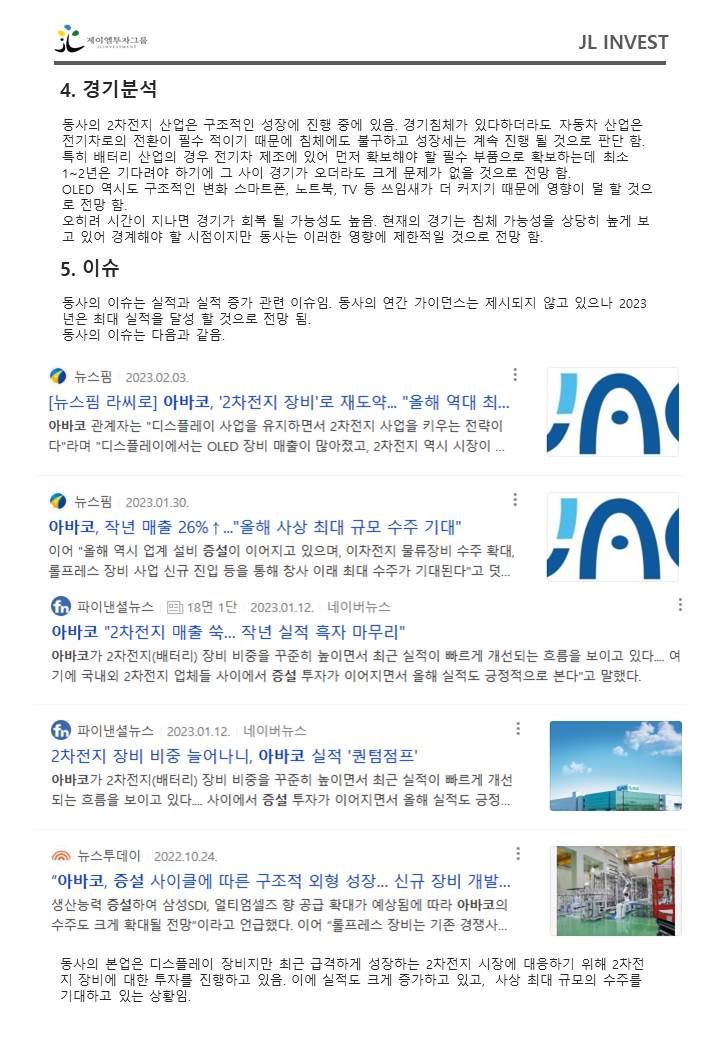 제이엘투자그룹
JLINVESTMENT
JL INVEST
4. 경기분석
동사의 2차전지 산업은 구조적인 성장에 진행 중에 있음. 경기침체가 있다하더라도 자동차 산업은
전기차로의 전환이 필수 적이기 때문에 침체에도 불구하고 성장세는 계속 진행 될 것으로 판단 함.
특히 배터리 산업의 경우 전기차 제조에 있어 먼저 확보해야 할 필수 부품으로 확보하는데 최소
1~2년은 기다려야 하기에 그 사이 경기가 오더라도 크게 문제가 없을 것으로 전망 함.
OLED 역시도 구조적인 변화 스마트폰, 노트북, TV 등 쓰임새가 더 커지기 때문에 영향이 덜 할 것으
로 전망 함.
오히려 시간이 지나면 경기가 회복 될 가능성도 높음. 현재의 경기는 침체 가능성을 상당히 높게 보
고 있어 경계해야 할 시점이지만 동사는 이러한 영향에 제한적일 것으로 전망 함.
5. 이슈
동사의 이슈는 실적과 실적 증가 관련 이슈임. 동사의 연간 가이던스는 제시되지 않고 있으나 2023
년은 최대 실적을 달성 할 것으로 전망 됨.
동사의 이슈는 다음과 같음.
뉴스핌 2023.02.03.
[뉴스핌 라씨로] 아바코, '2차전지 장비'로 재도약... "올해 역대 최...
아바코 관계자는 "디스플레이 사업을 유지하면서 2차전지 사업을 키우는 전략이
다"라며 "디스플레이에서는 OLED 장비 매출이 많아졌고, 2차전지 역시 시장이 ...
뉴스핌 2023.01.30.
아바코, 작년 매출 26%↑..."올해 사상 최대 규모 수주 기대"
이어 "올해 역시 업계 설비 증설이 이어지고 있으며, 이차전지 물류장비 수주 확대,
롤프레스 장비 사업 신규 진입 등을 통해 창사 이래 최대 수주가 기대된다"고 덧...
파이낸셜뉴스 18면 1단 2023.01.12. 네이버뉴스
아바코 "2차전지 매출 쑥... 작년 실적 흑자 마무리"
아바코가 2차전지(배터리) 장비 비중을 꾸준히 높이면서 최근 실적이 빠르게 개선되는 흐름을 보이고 있다.... 여
기에 국내외 2차전지 업체들 사이에서 증설 투자가 이어지면서 올해 실적도 긍정적으로 본다"고 말했다.
파이낸셜뉴스 2023.01.12. 네이버뉴스
2차전지 장비 비중 늘어나니, 아바코 실적 '퀀텀점프'
아바코가 2차전지(배터리) 장비 비중을 꾸준히 높이면서 최근 실적이 빠르게 개선
되는 흐름을 보이고 있다.... 사이에서 증설 투자가 이어지면서 올해 실적도 긍정...
뉴스투데이 2022.10.24.
"아바코, 증설 사이클에 따른 구조적 외형 성장... 신규 장비 개발...
생산능력 증설하여 삼성SDI, 얼티엄셀즈 향 공급 확대가 예상됨에 따라 아바코의
수주도 크게 확대될 전망"이라고 언급했다. 이어 "롤프레스 장비는 기존 경쟁사...
동사의 본업은 디스플레이 장비지만 최근 급격하게 성장하는 2차전지 시장에 대응하기 위해 2차전
지 장비에 대한 투자를 진행하고 있음. 이에 실적도 크게 증가하고 있고, 사상 최대 규모의 수주를
기대하고 있는 상황임.